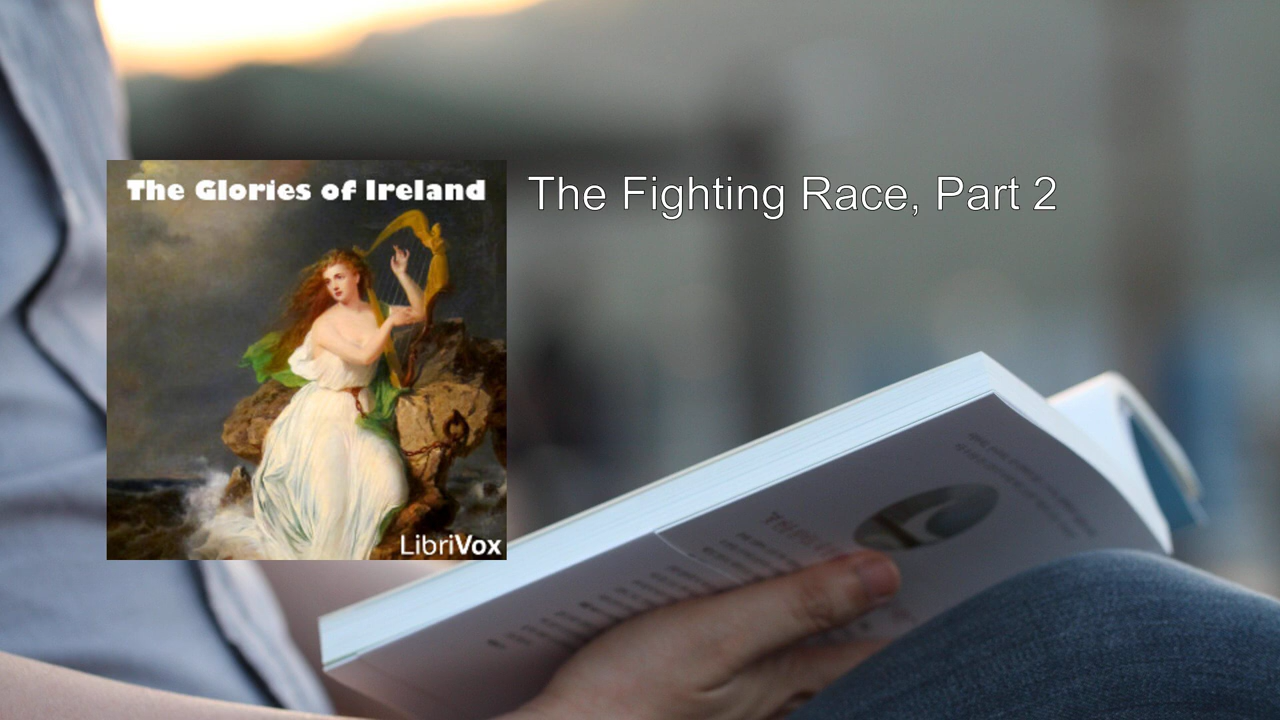 The Glories of Ireland
The Fighting Race, Part 2
LibriVox